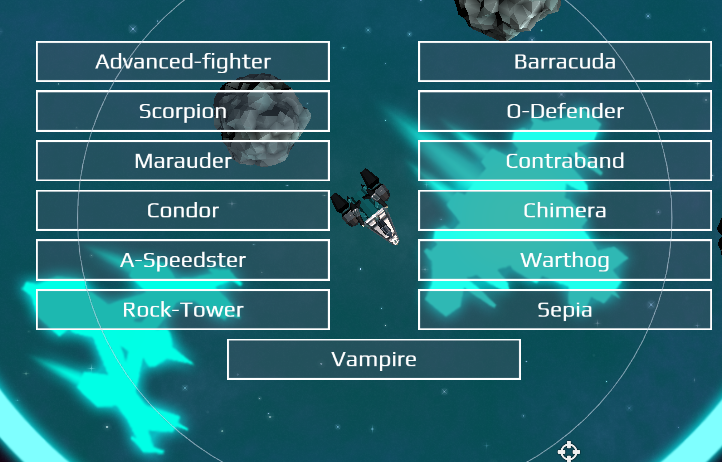 Advanced-fighter
Barracuda
Scorpion
O-Defender
Marauder
Contraband
Condor
Chimera
A-Speedster
Warthog
Rock-Tower
Sepia
Vampire